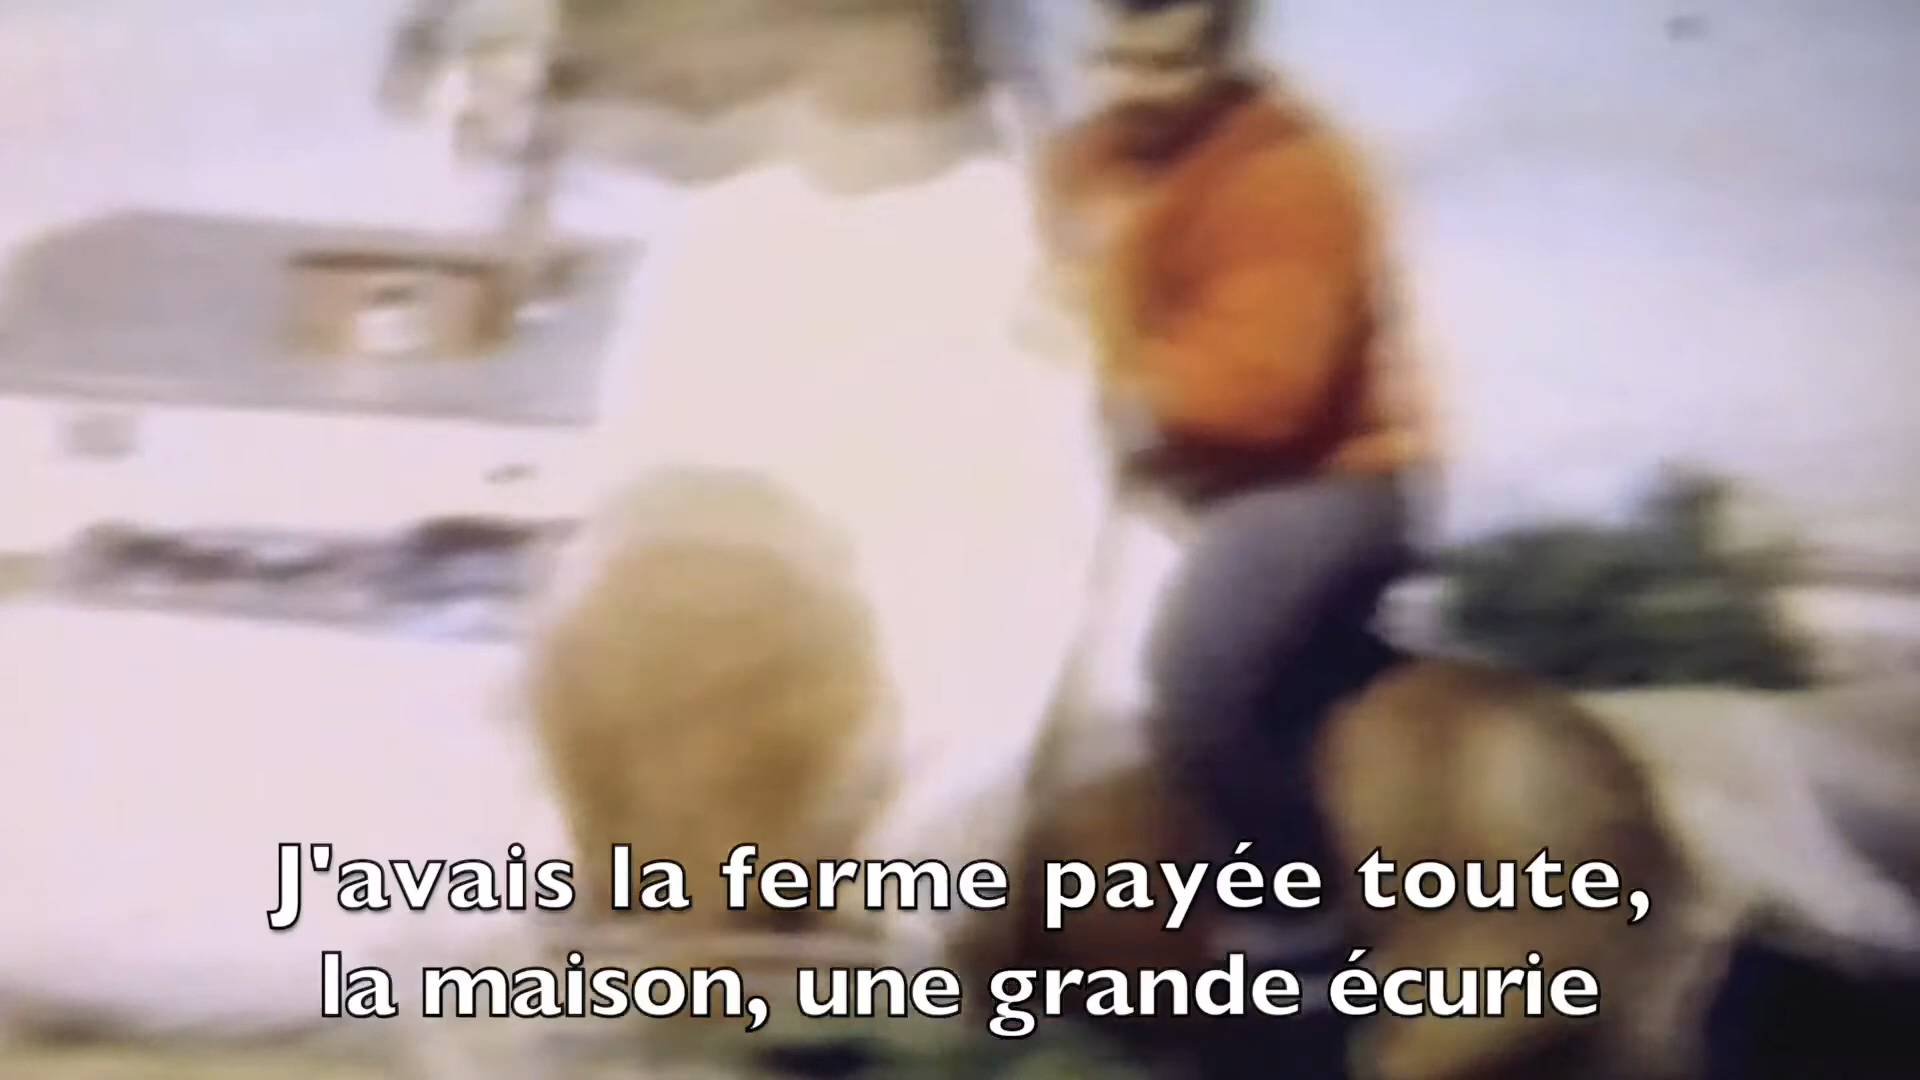 J'avais la ferme payée toute,
la maison, une grande écurie